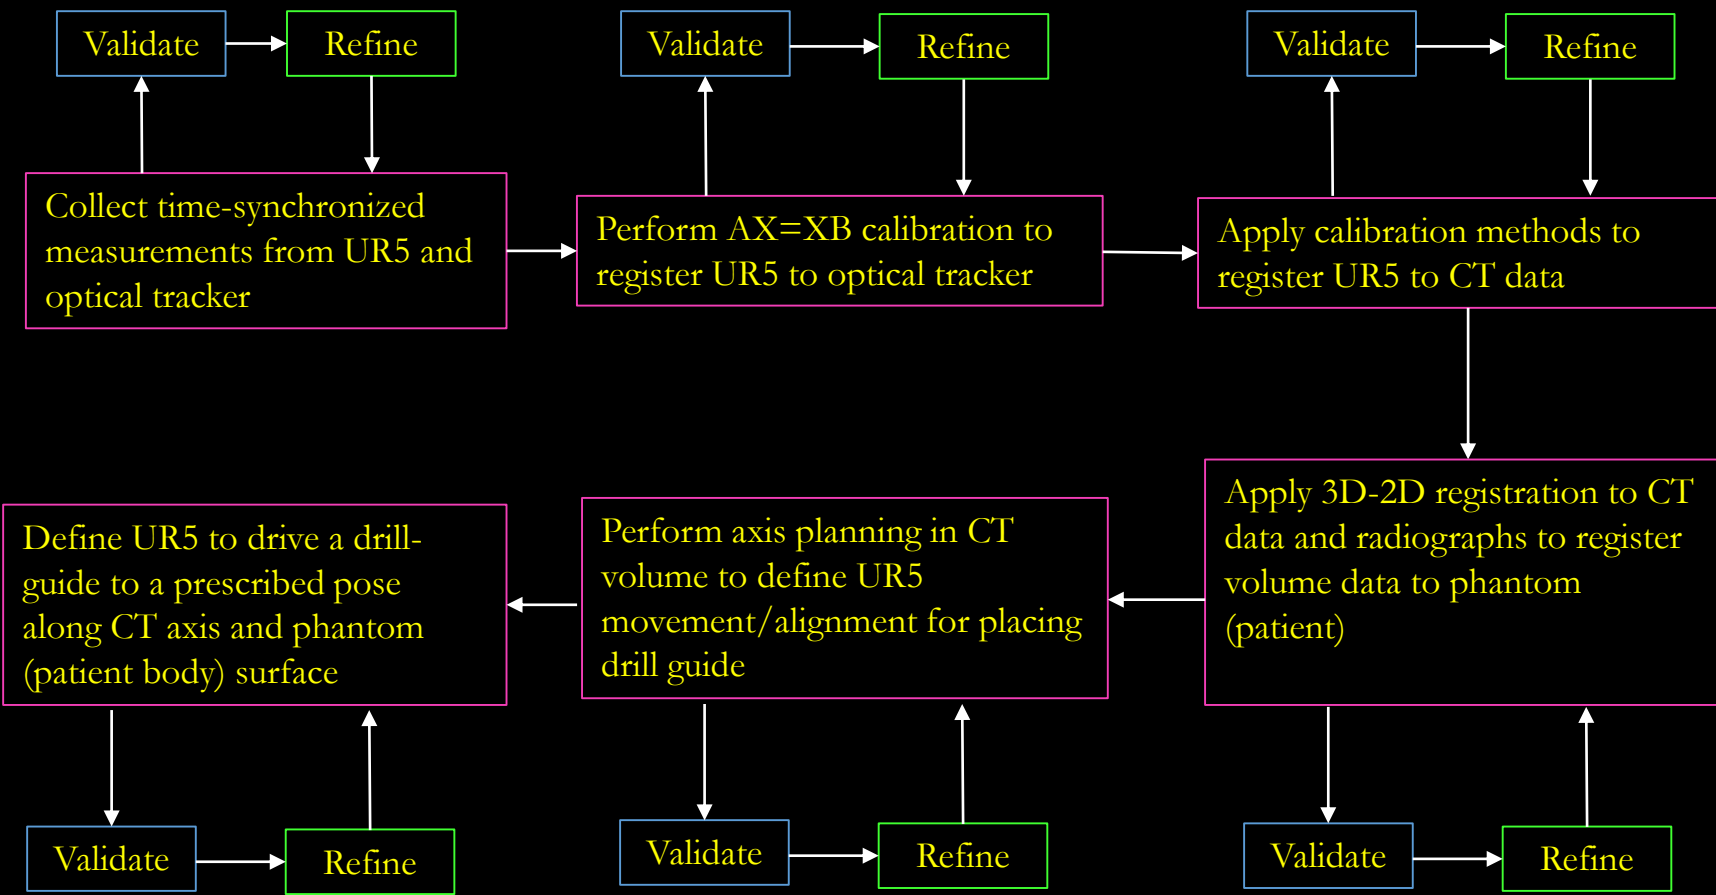 Validate
Refine
Validate
Refine
Validate
Refine
Collect time-synchronized
measurements from UR5 and
optical tracker
Perform AX=XB calibration to
register UR5 to optical tracker
Apply calibration methods to
register UR5 to CT data
Apply 3D-2D registration to CT
data and radiographs to register
volume data to phantom
(patient)
Perform axis planning in CT
volume to define UR5
movement/alignment for placing
drill guide
Define UR5 to drive a drill-
guide to a prescribed pose
along CT axis and phantom
(patient body) surface
Validate
Refine
Validate
Refine
Validate
Refine